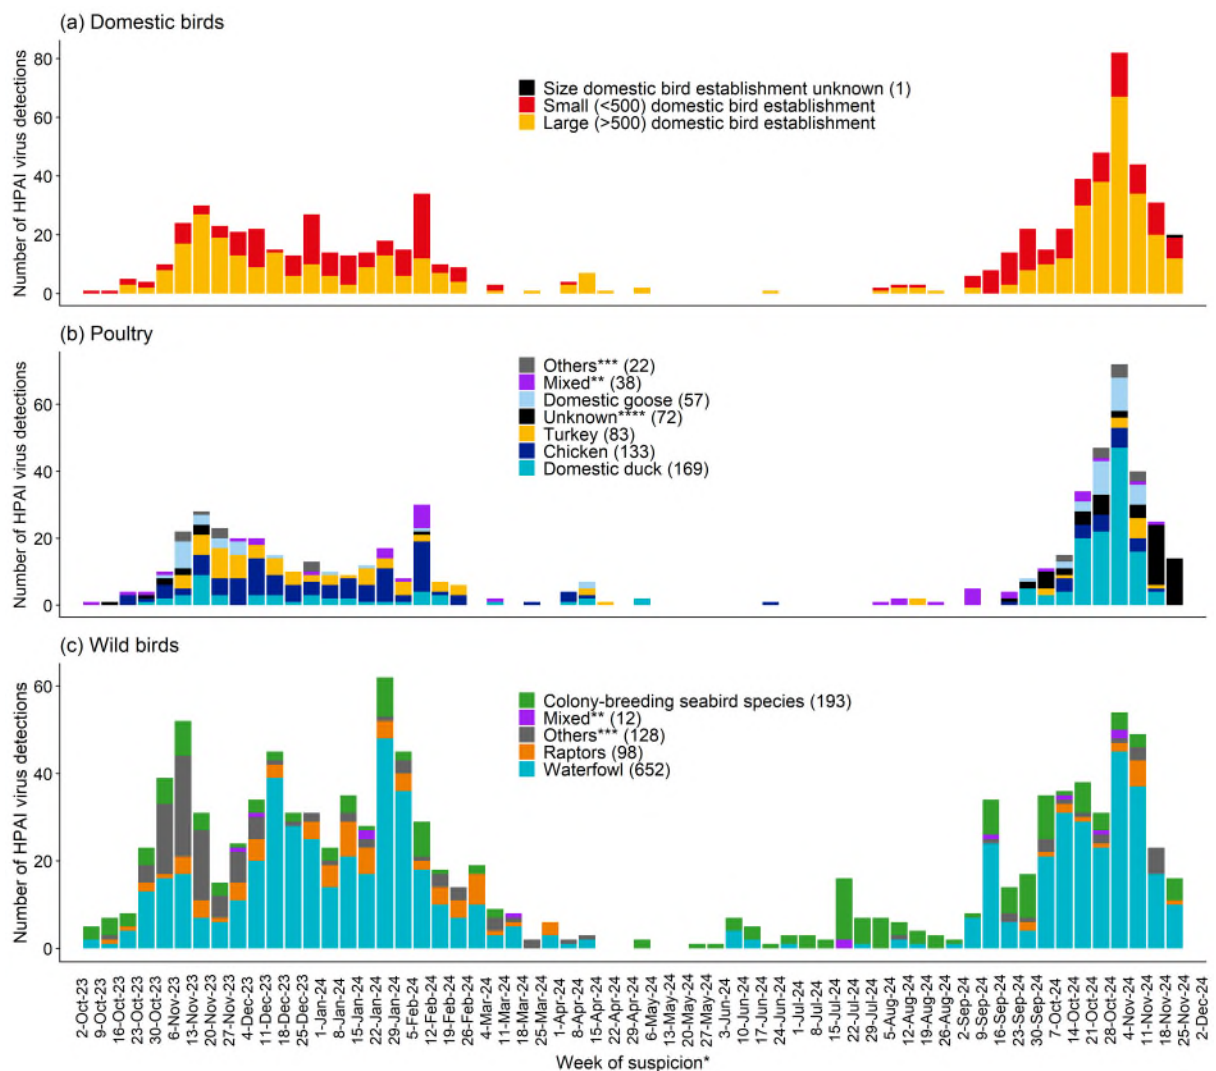 (a) Domestic birds
Number of HPAI virus detections
80
60
40
20
0
Size domestic bird establishment unknown (1)
Small (<500) domestic bird establishment
Large (>500) domestic bird establishment
(b) Poultry
Number of HPAI virus detections
60
40
20
0
Others*** (22)
Mixed** (38)
Domestic goose (57)
Unknown**** (72)
Turkey (83)
Chicken (133)
Domestic duck (169)
(c) Wild birds
Number of HPAI virus detections
60
40
20
0
Colony-breeding seabird species (193)
Mixed** (12)
Others*** (128)
Raptors (98)
Waterfowl (652)
2-Oct-23
9-Oct-23
16-Oct-23
23-Oct-23
30-Oct-23
6-Nov-23
13-Nov-23
20-Nov-23
27-Nov-23
4-Dec-23
11-Dec-23
18-Dec-23
25-Dec-23
1-Jan-24
8-Jan-24
15-Jan-24
22-Jan-24
29-Jan-24
5-Feb-24
12-Feb-24
19-Feb-24
26-Feb-24
4-Mar-24
11-Mar-24
18-Mar-24
25-Mar-24
1-Apr-24
8-Apr-24
15-Apr-24
22-Apr-24
29-Apr-24
6-May-24
13-May-24
20-May-24
27-May-24
3-Jun-24
10-Jun-24
17-Jun-24
24-Jun-24
1-Jul-24
8-Jul-24
15-Jul-24
22-Jul-24
29-Jul-24
5-Aug-24
12-Aug-24
19-Aug-24
26-Aug-24
2-Sep-24
9-Sep-24
16-Sep-24
23-Sep-24
30-Sep-24
7-Oct-24
14-Oct-24
21-Oct-24
28-Oct-24
4-Nov-24
11-Nov-24
18-Nov-24
25-Nov-24
2-Dec-24
Week of suspicion*